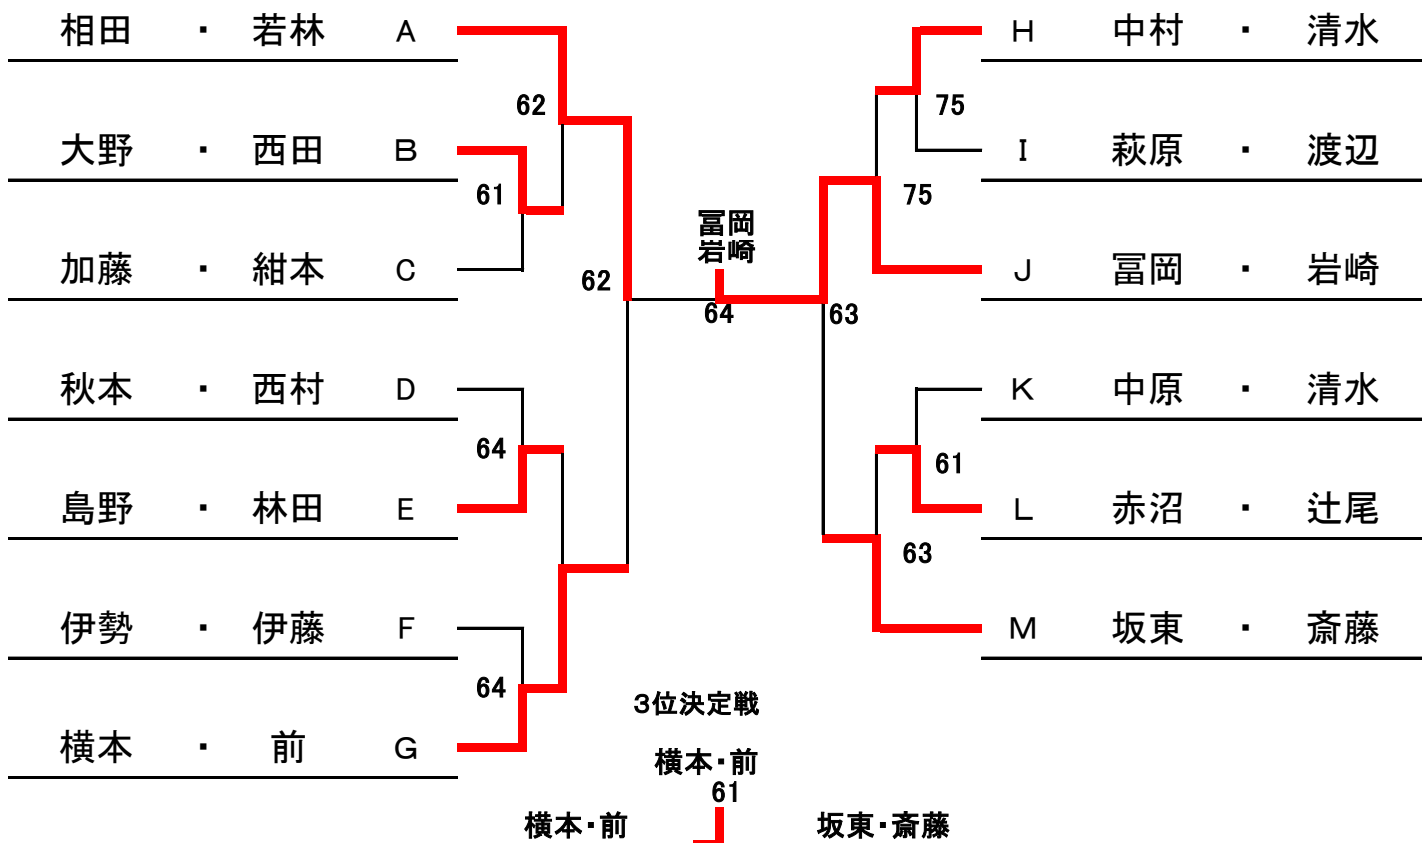 相田 ・ 若林 A
62
大野 ・ 西田 B
61
加藤 ・ 紺本 C
62
秋本 ・ 西村 D
64
島野 ・ 林田 E
伊勢 ・ 伊藤 F
64
横本 ・ 前 G
冨岡
岩崎
64
H 中村 ・ 清水
75
I 萩原 ・ 渡辺
75
J 冨岡 ・ 岩崎
63
K 中原 ・ 清水
61
L 赤沼 ・ 辻尾
63
M 坂東 ・ 斎藤
3位決定戦
横本・前
61
横本・前 坂東・斎藤